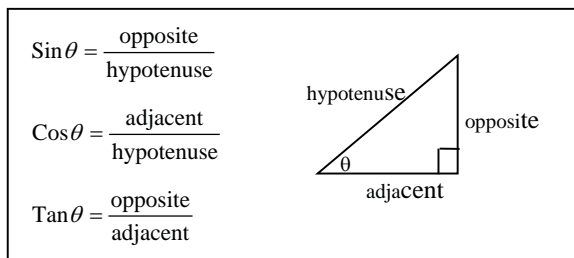 Sinθ = opposite / hypotenuse
Cosθ = adjacent / hypotenuse
Tanθ = opposite / adjacent
hypotenuse
opposite
θ
adjacent